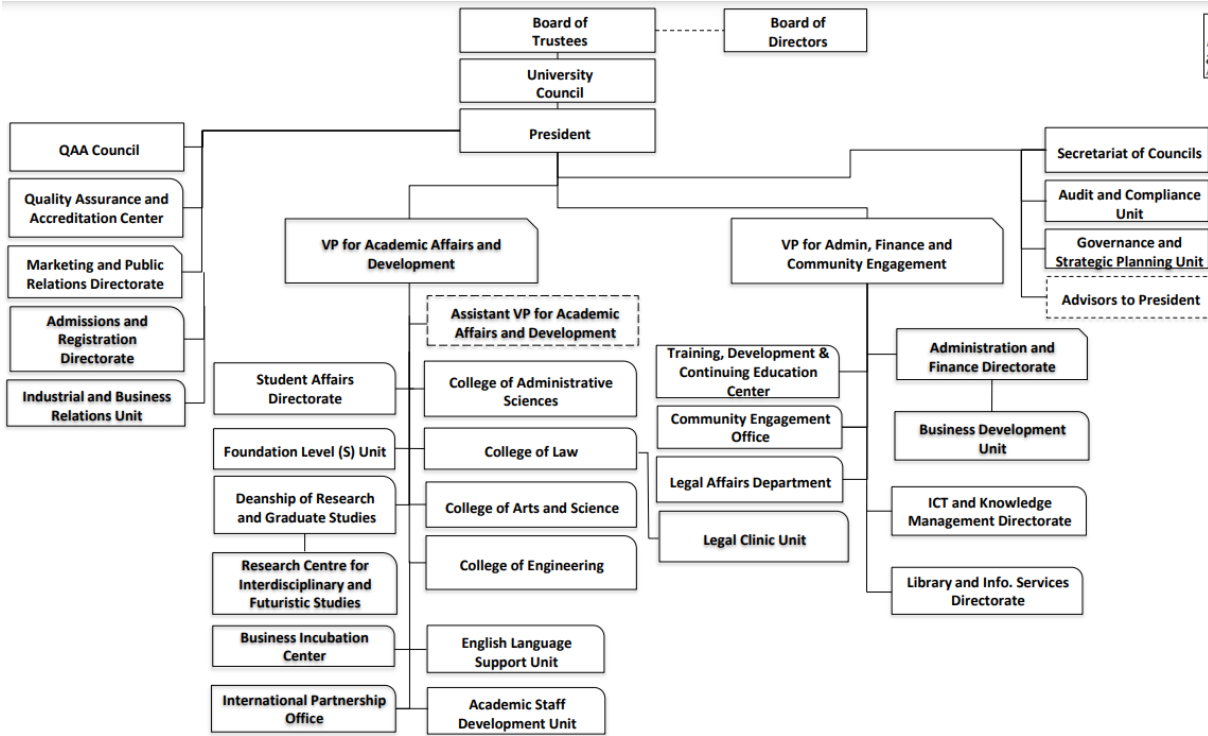 Board of
Trustees
Board of
Directors
University
Council
President
QAA Council
Quality Assurance and
Accreditation Center
Marketing and Public
Relations Directorate
Admissions and
Registration
Directorate
Industrial and Business
Relations Unit
Secretariat of Councils
Audit and Compliance
Unit
Governance and
Strategic Planning Unit
Advisors to President
VP for Academic Affairs and
Development
VP for Admin, Finance and
Community Engagement
Assistant VP for Academic
Affairs and Development
Student Affairs
Directorate
College of Administrative
Sciences
Foundation Level (S) Unit
College of Law
Deanship of Research
and Graduate Studies
College of Arts and Science
Research Centre for
Interdisciplinary and
Futuristic Studies
College of Engineering
Business Incubation
Center
English Language
Support Unit
International Partnership
Office
Academic Staff
Development Unit
Training, Development &
Continuing Education
Center
Community Engagement
Office
Legal Affairs Department
Legal Clinic Unit
Administration and
Finance Directorate
Business Development
Unit
ICT and Knowledge
Management Directorate
Library and Info. Services
Directorate